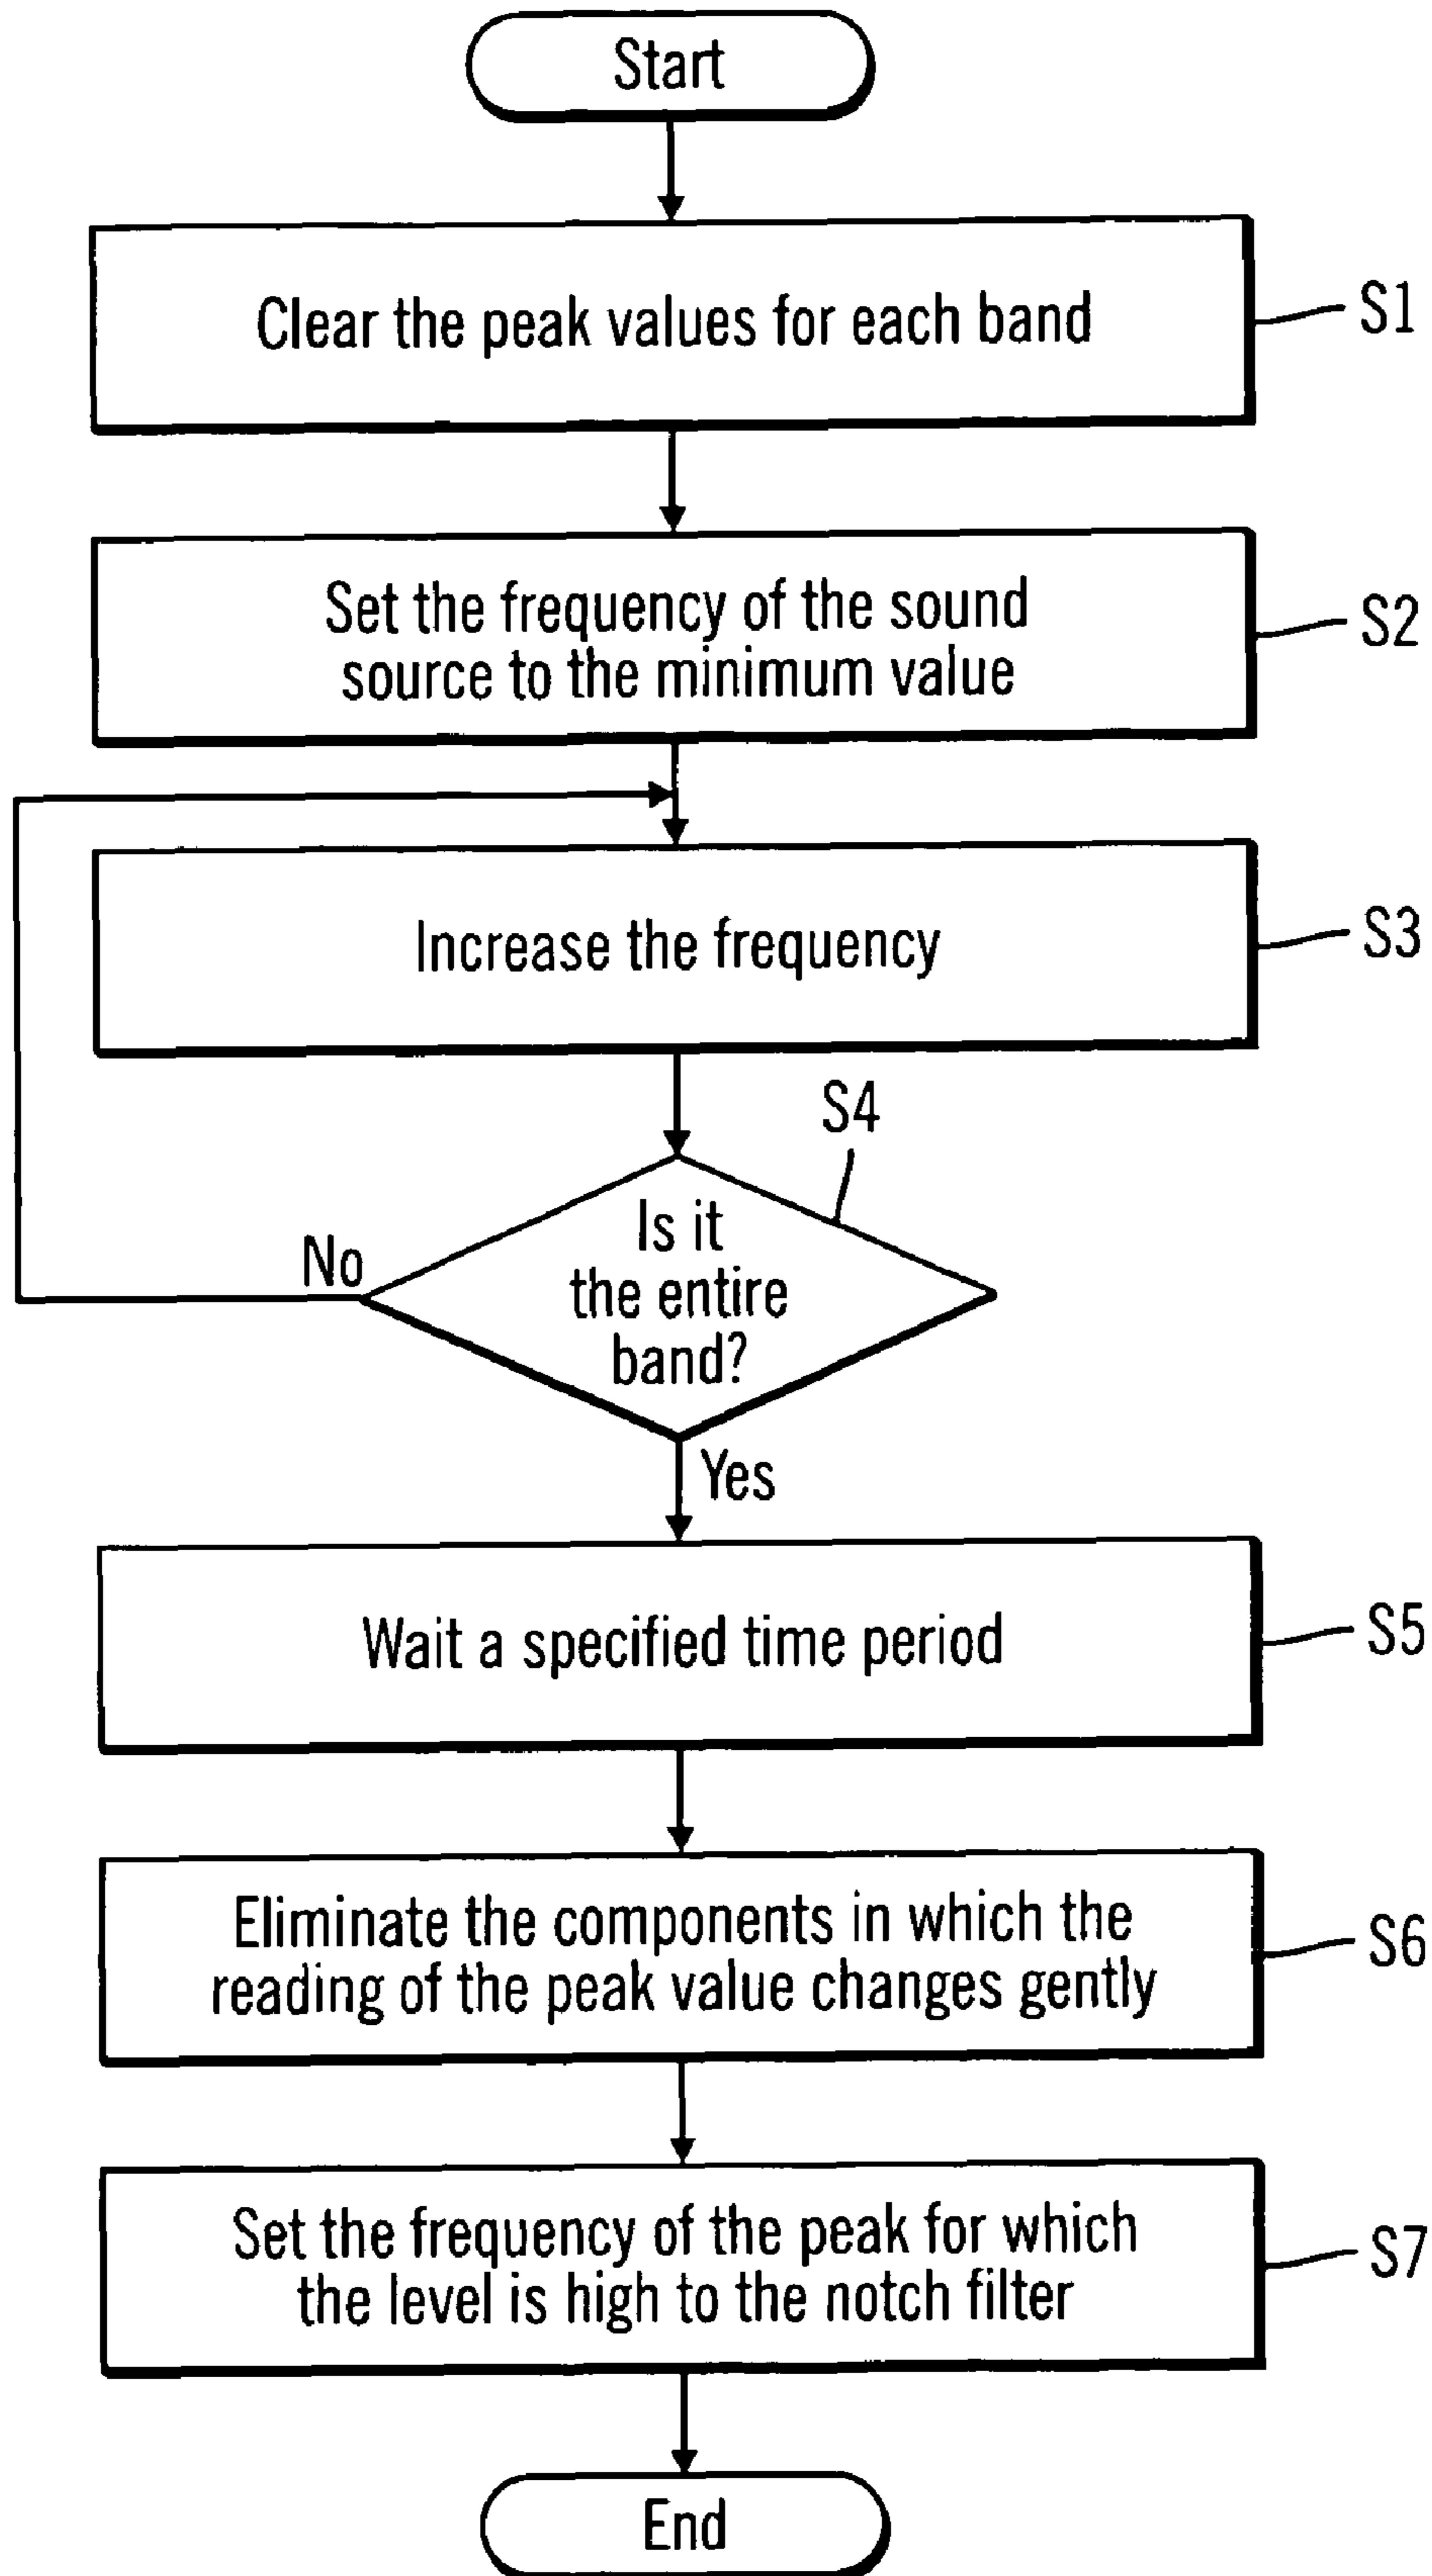 Start
Clear the peak values for each band
S1
Set the frequency of the sound
source to the minimum value
S2
Increase the frequency
S3
S4
Is it
the entire
band?
No
Yes
Wait a specified time period
S5
Eliminate the components in which the
reading of the peak value changes gently
S6
Set the frequency of the peak for which
the level is high to the notch filter
S7
End